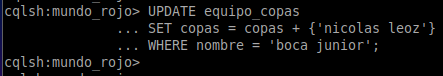 cqlsh:mundo_rojo> UPDATE equipo_copas
... SET copas = copas + {'nicolas leoz'}
... WHERE nombre = 'boca junior';
cqlsh:mundo_rojo>